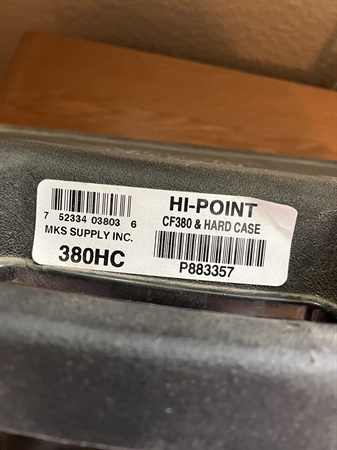 HI-POINT
CF380 & HARD CASE
7 52334 03803 6
MKS SUPPLY INC.
380HC
P883357